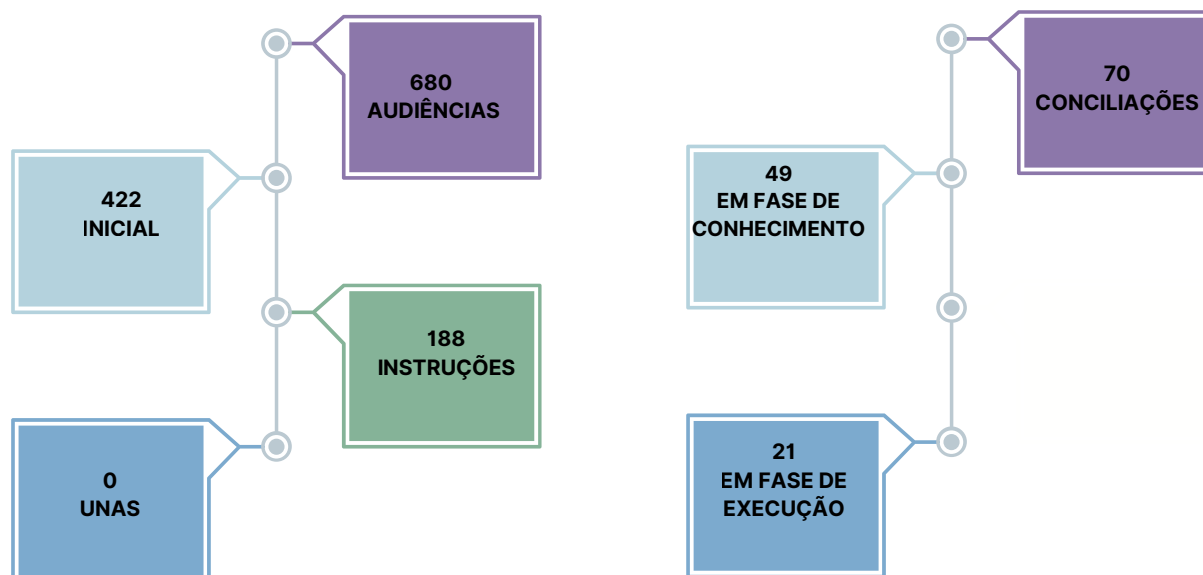 680
AUDIÊNCIAS
422
INICIAL
188
INSTRUÇÕES
0
UNAS
70
CONCILIAÇÕES
49
EM FASE DE
CONHECIMENTO
21
EM FASE DE
EXECUÇÃO